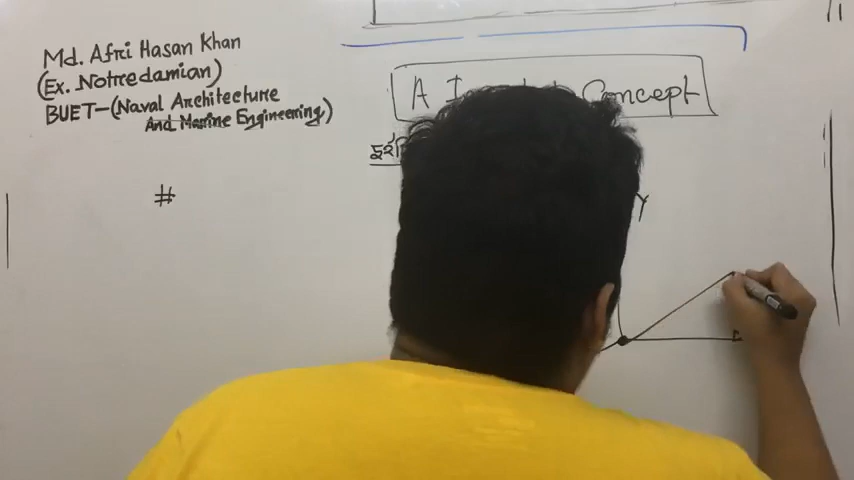 Md. Afri Hasan Khan
(Ex. Notredamian)
BUET-(Naval Architecture
And Marine Engineering)
A Concept
#
Y